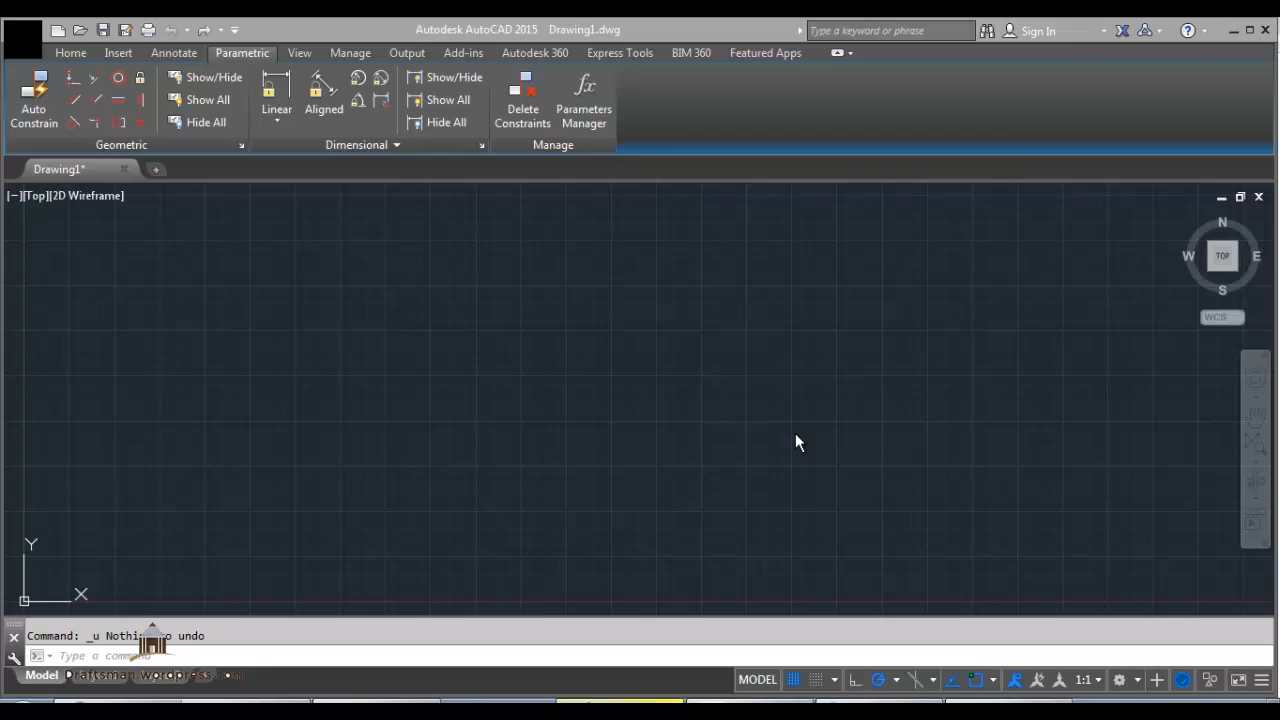 Autodesk AutoCAD 2015 Drawing1.dwg
Type a keyword or phrase
Sign In
Home Insert Annotate Parametric View Manage Output Add-ins Autodesk 360 Express Tools BIM 360 Featured Apps
Auto Constrain
Show/Hide
Show All
Hide All
Geometric
Linear
Aligned
Show/Hide
Show All
Hide All
Dimensional
Delete Constraints
fx
Parameters Manager
Manage
Drawing1*
[−][Top][2D Wireframe]
N
W TOP E
S
WCS
Y
X
Command: _u Nothing to undo
Type a command
Model
MODEL 1:1